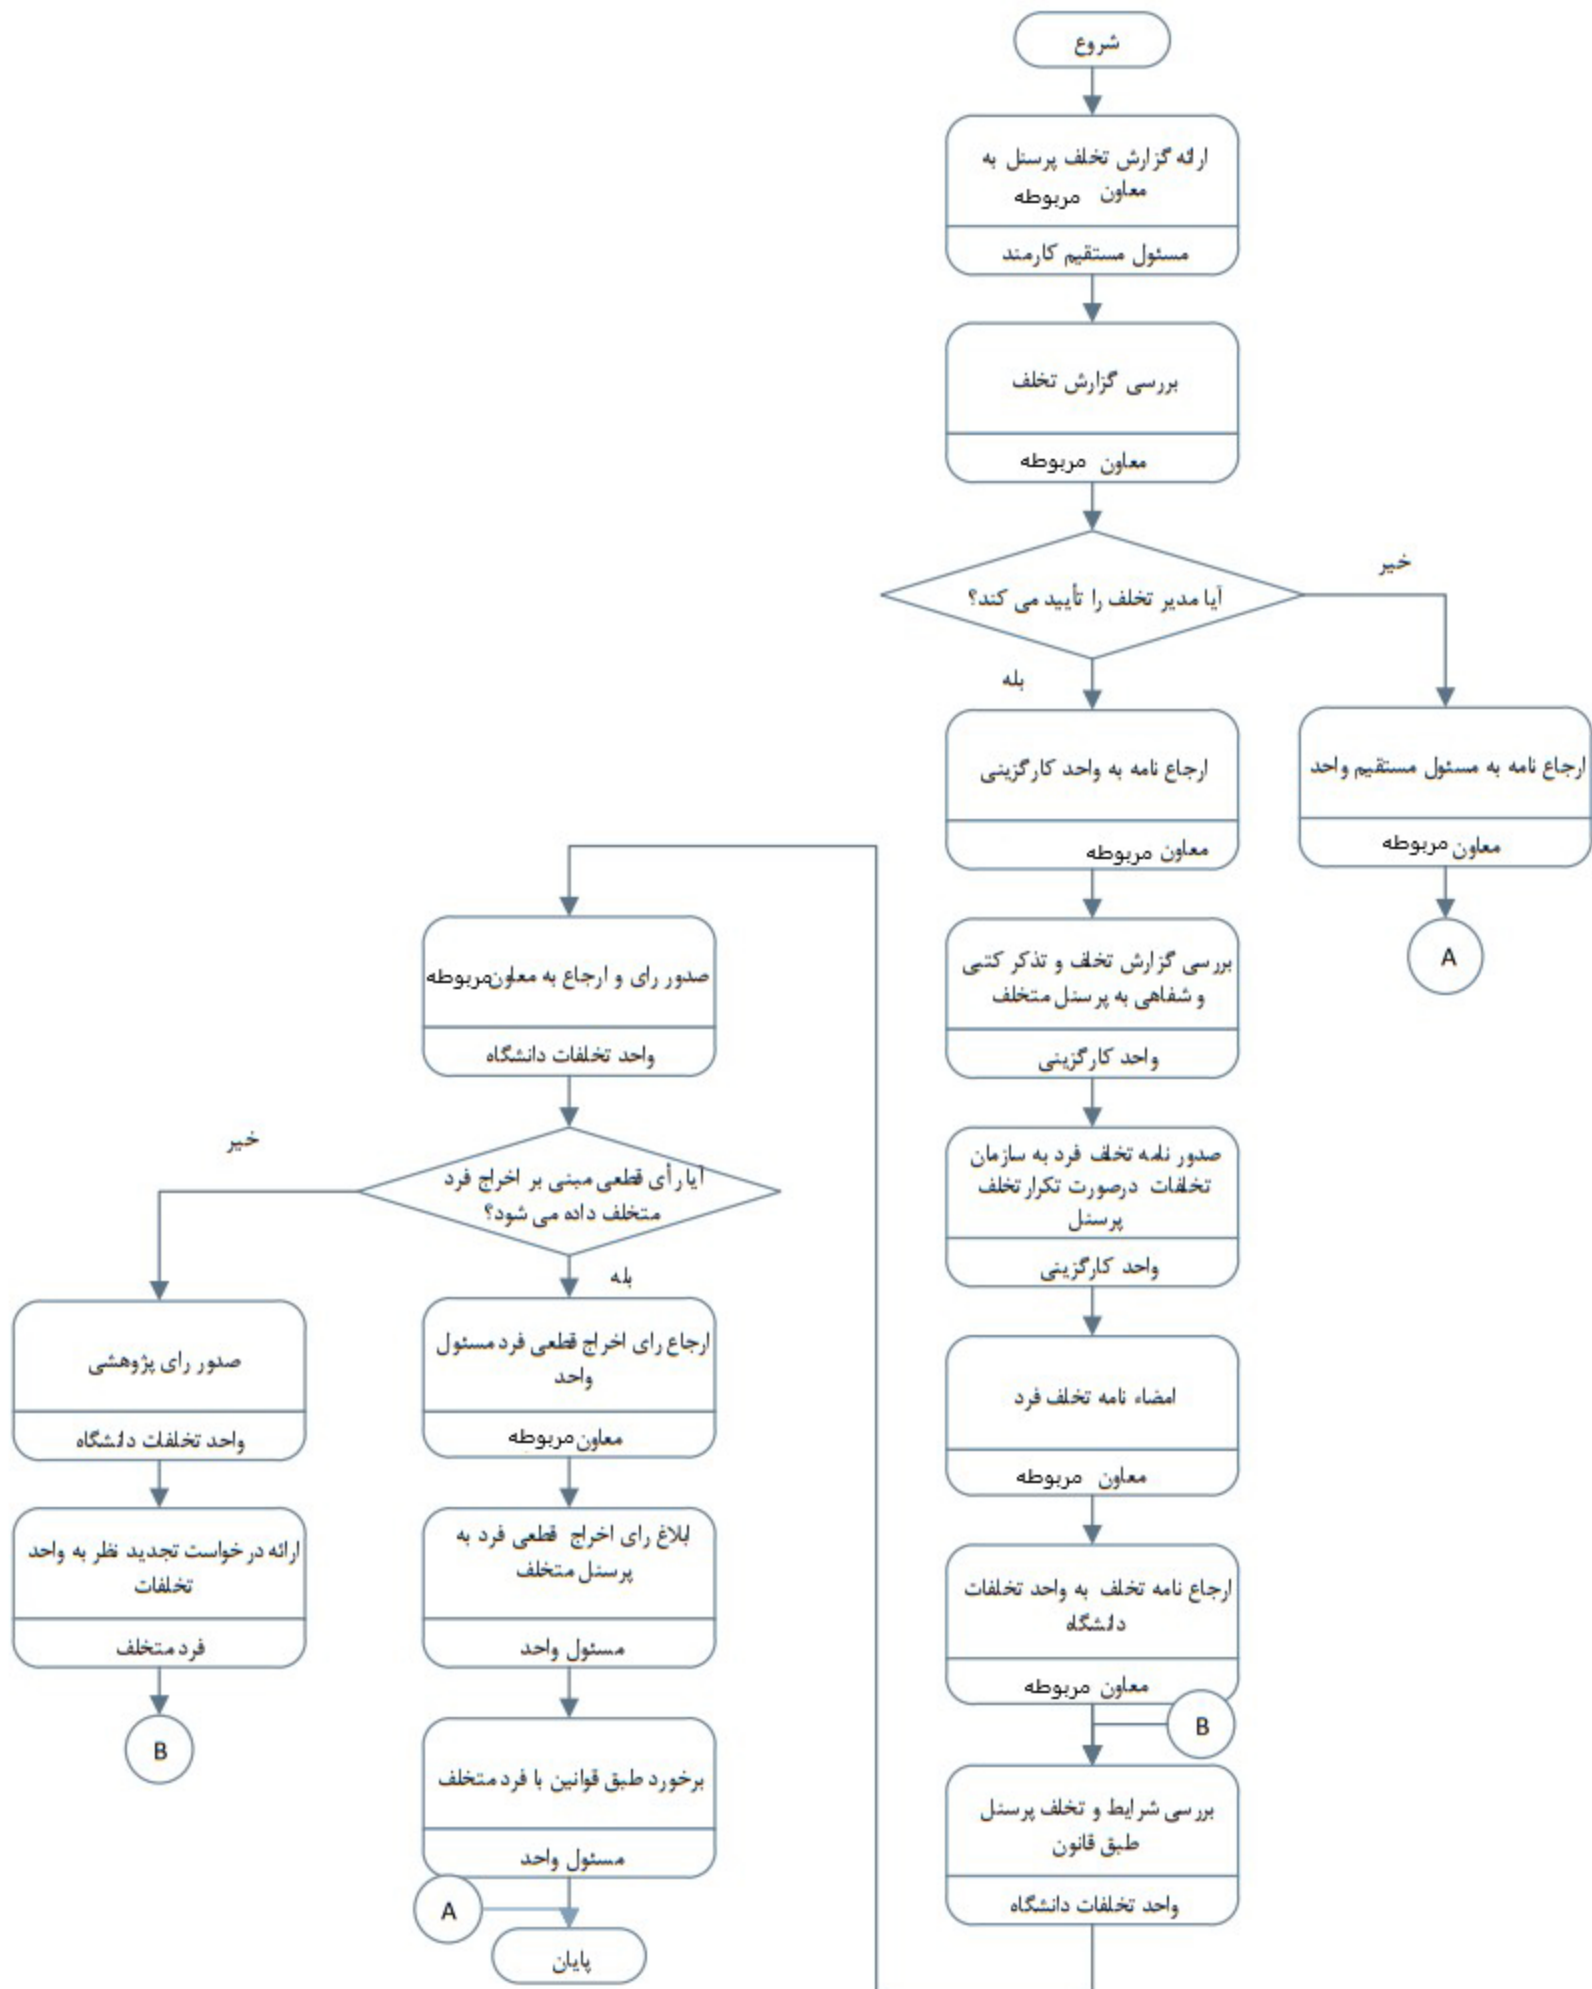 شروع
ارائه گزارش تخلف پرسنل به
معاون مربوطه
مسئول مستقیم کارمند
بررسی گزارش تخلف
معاون مربوطه
آیا مدیر تخلف را تأیید می کند؟
خیر
بله
ارجاع نامه به مسئول مستقیم واحد
معاون مربوطه
A
ارجاع نامه به واحد کارگزینی
معاون مربوطه
بررسی گزارش تخلف و تذکر کتبی
و شفاهی به پرسنل متخلف
واحد کارگزینی
صدور نامه تخلف فرد به سازمان
تخلفات درصورت تکرار تخلف
پرسنل
واحد کارگزینی
امضاء نامه تخلف فرد
معاون مربوطه
ارجاع نامه تخلف به واحد تخلفات
دانشگاه
معاون مربوطه
B
بررسی شرایط و تخلف پرسنل
طبق قانون
واحد تخلفات دانشگاه
صدور رای و ارجاع به معاون مربوطه
واحد تخلفات دانشگاه
آیا رأی قطعی مبنی بر اخراج فرد
متخلف داده می شود؟
خیر
بله
ارجاع رای اخراج قطعی فرد مسئول
واحد
معاون مربوطه
ابلاغ رای اخراج قطعی فرد به
پرسنل متخلف
مسئول واحد
برخورد طبق قوانین با فرد متخلف
مسئول واحد
A
پایان
صدور رای پژوهشی
واحد تخلفات دانشگاه
ارائه درخواست تجدید نظر به واحد
تخلفات
فرد متخلف
B